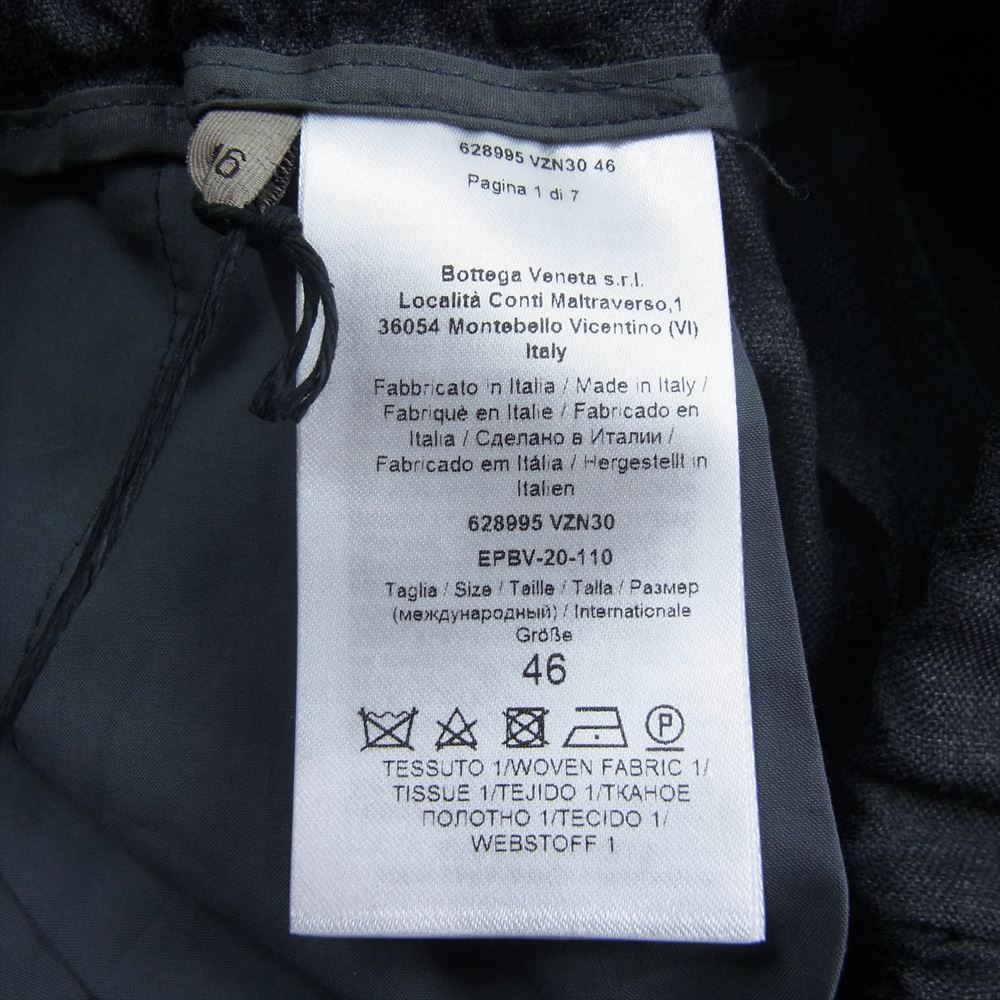 46
628995 VZN30 46
Pagina 1 di 7
Bottega Veneta s.r.l.
Località Conti Maltraverso,1
36054 Montebello Vicentino (VI)
Italy
Fabbricato in Italia / Made in Italy /
Fabriqué en Italie / Fabricado en
Italia / Сделано в Италии /
Fabricado em Itália / Hergestellt in
Italien
628995 VZN30
EPBV-20-110
Taglia / Size / Taille / Talla / Размер
(международный) / Internationale
Größe
46
P
TESSUTO 1/WOVEN FABRIC 1/
TISSUE 1/TEJIDO 1/ТКАНОЕ
ПОЛОТНО 1/TECIDO 1/
WEBSTOFF 1